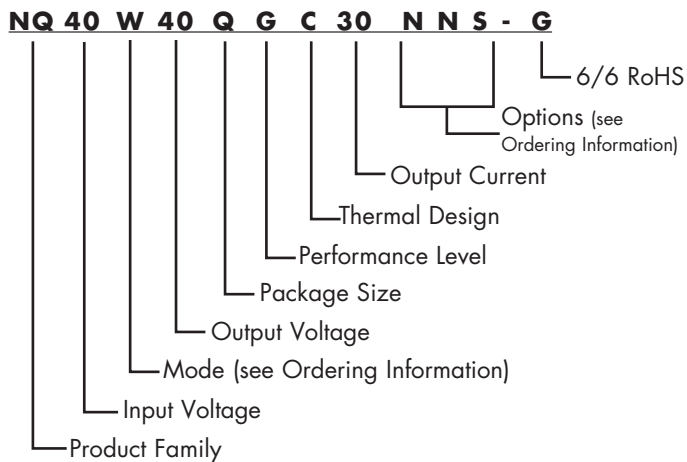 NQ 40 W 40 Q G C 30 N N S - G
6/6 RoHS
Options (see
Ordering Information)
Output Current
Thermal Design
Performance Level
Package Size
Output Voltage
Mode (see Ordering Information)
Input Voltage
Product Family